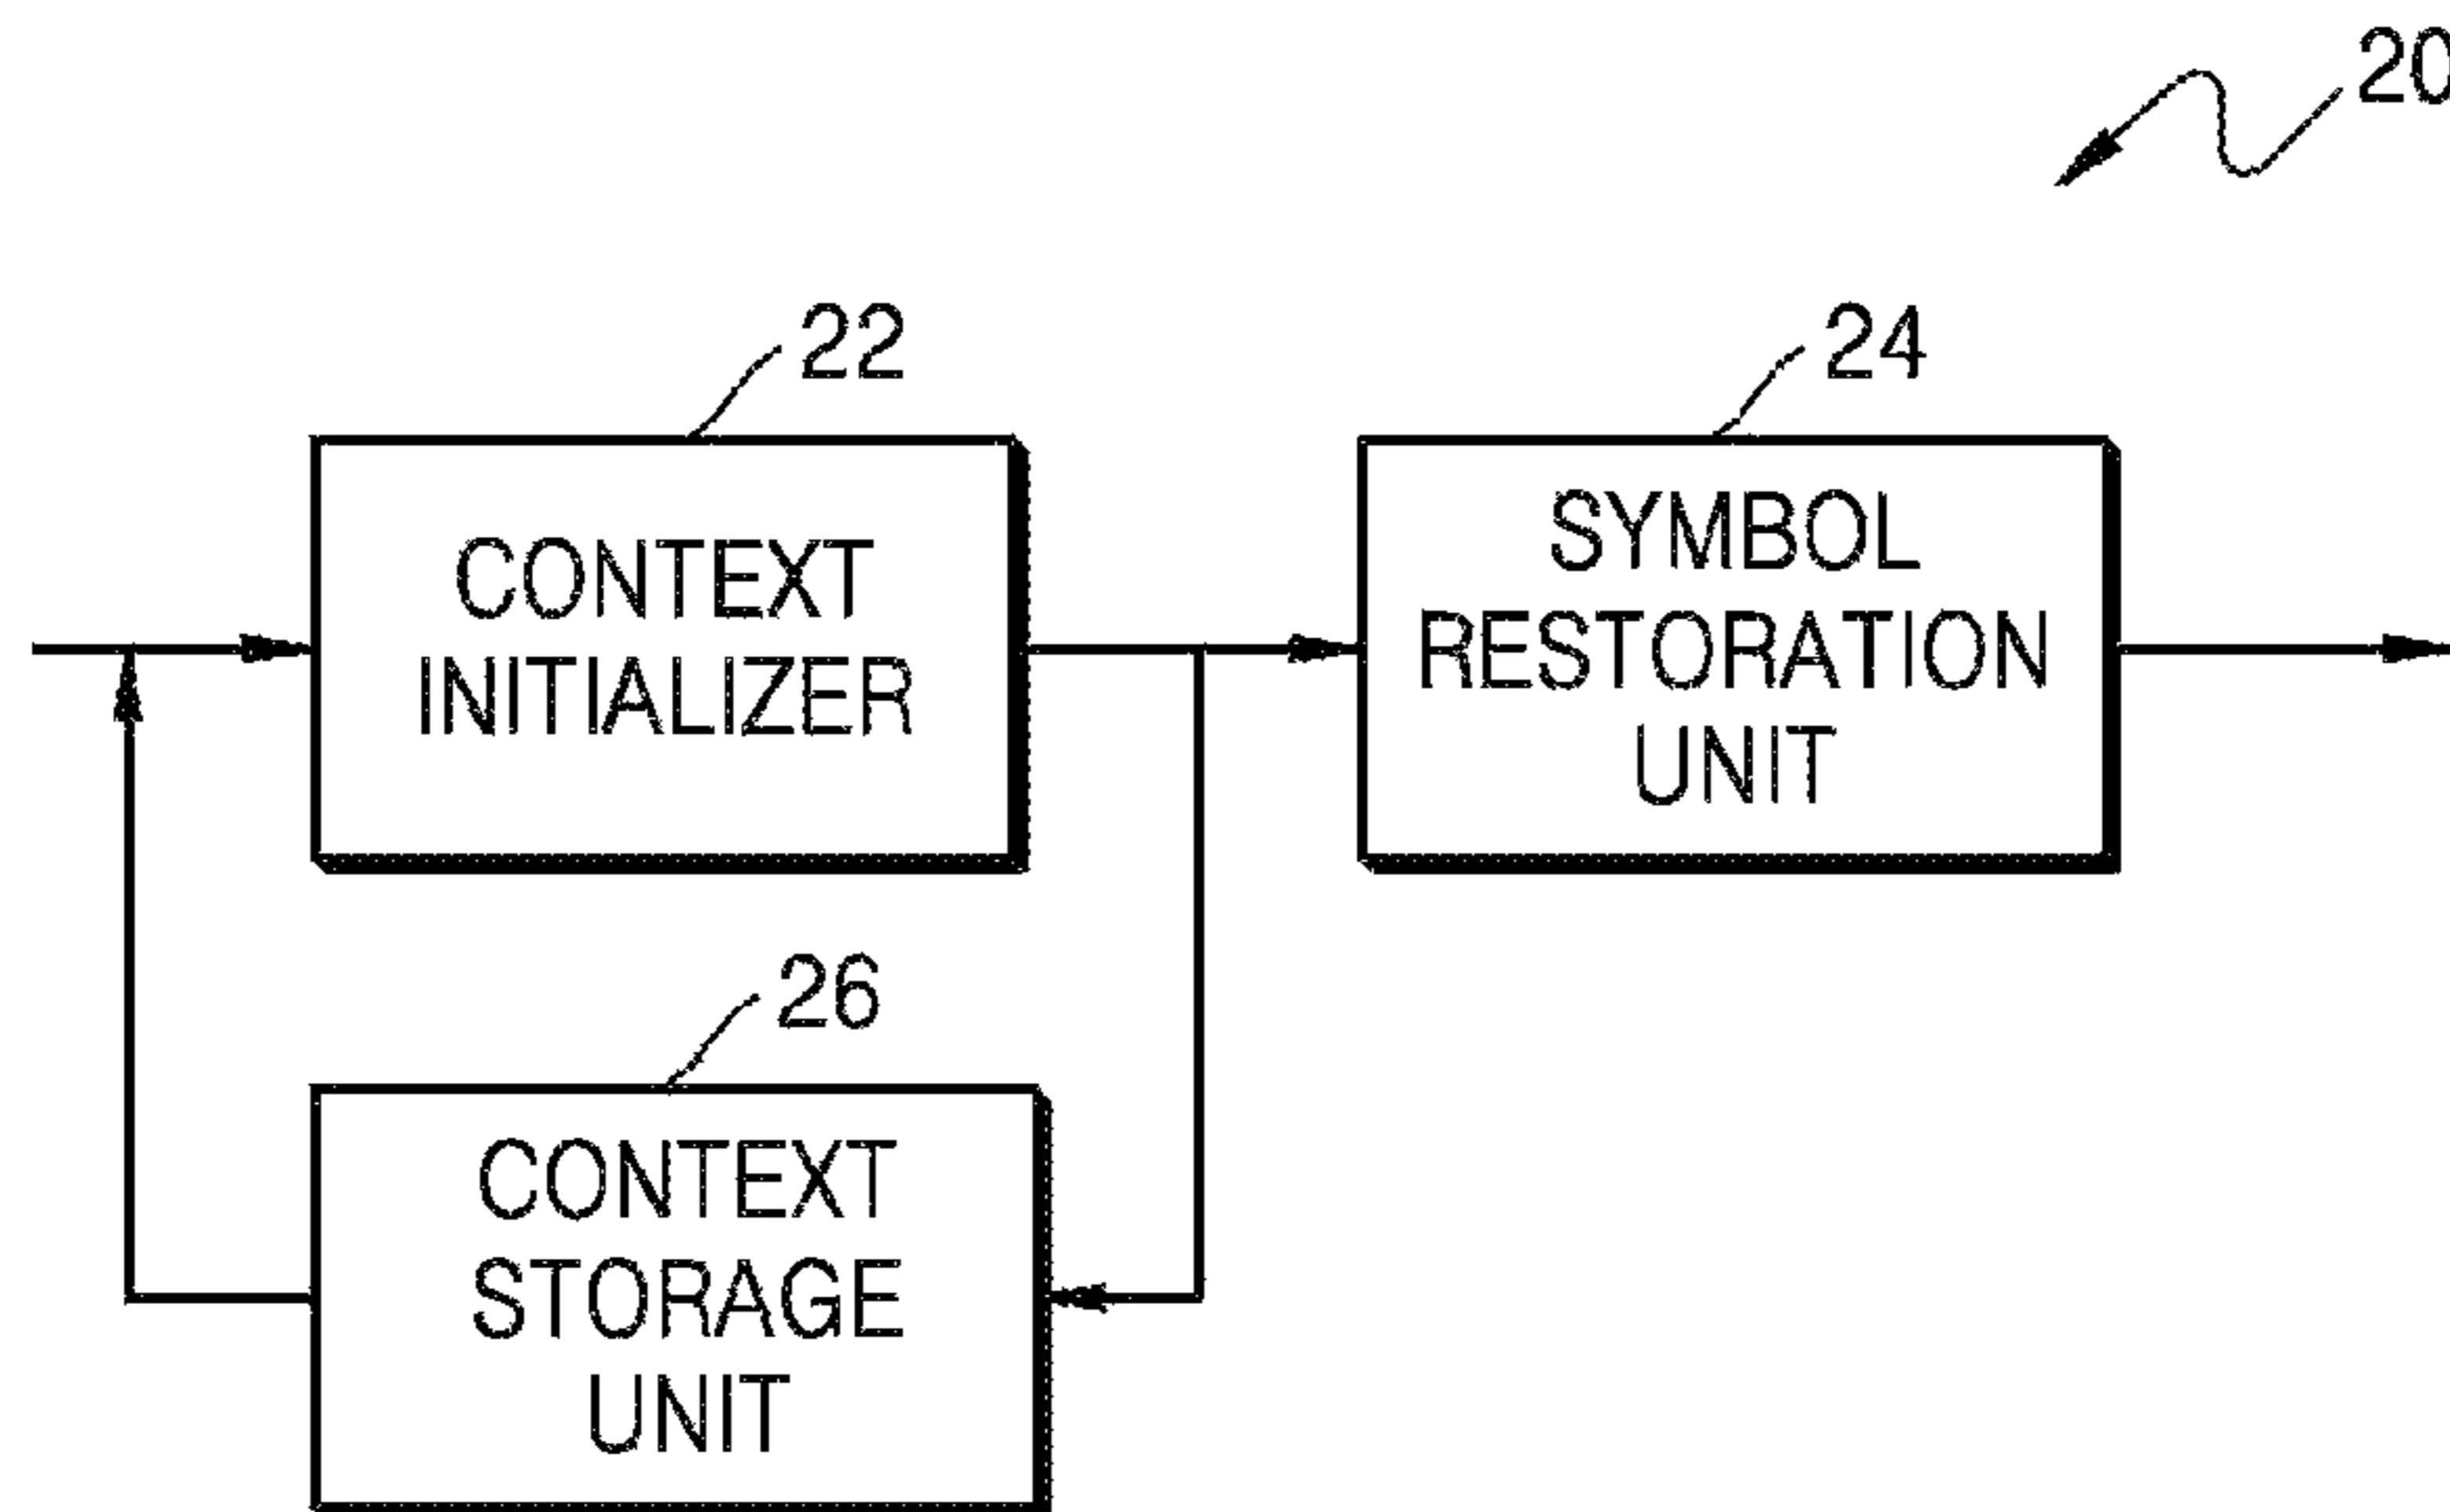 20
22
24
CONTEXT
INITIALIZER
SYMBOL
RESTORATION
UNIT
26
CONTEXT
STORAGE
UNIT